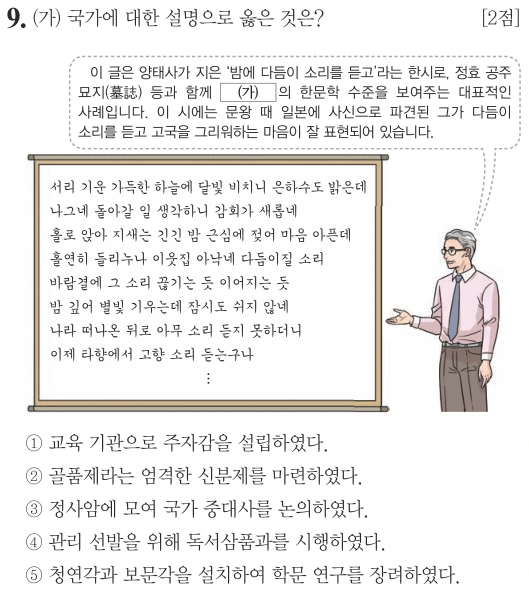 9. (가) 국가에 대한 설명으로 옳은 것은? [2점]
이 글은 양태사가 지은 ‘밤에 다듬이 소리를 듣고’라는 한시로, 정효 공주
묘지(墓誌) 등과 함께 (가) 의 한문학 수준을 보여주는 대표적인
사례입니다. 이 시에는 문왕 때 일본에 사신으로 파견된 그가 다듬이
소리를 듣고 고국을 그리워하는 마음이 잘 표현되어 있습니다.
서리 기운 가득한 하늘에 달빛 비치니 은하수도 밝은데
나그네 돌아갈 일 생각하니 감회가 새롭네
홀로 앉아 지새는 긴긴 밤 근심에 젖어 마음 아픈데
홀연히 들리누나 이웃집 아낙네 다듬이질 소리
바람결에 그 소리 끊기는 듯 이어지는 듯
밤 깊어 별빛 기우는데 잠시도 쉬지 않네
나라 떠나온 뒤로 아무 소리 듣지 못하더니
이제 타향에서 고향 소리 듣는구나
⋮
① 교육 기관으로 주자감을 설립하였다.
② 골품제라는 엄격한 신분제를 마련하였다.
③ 정사암에 모여 국가 중대사를 논의하였다.
④ 관리 선발을 위해 독서삼품과를 시행하였다.
⑤ 청연각과 보문각을 설치하여 학문 연구를 장려하였다.